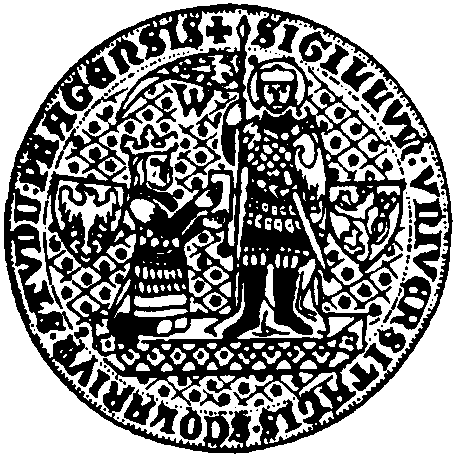 ✚ SIGILLVM · VNIVERSITATIS · SCOLARIVM · STVDII · PRAGENSIS
W